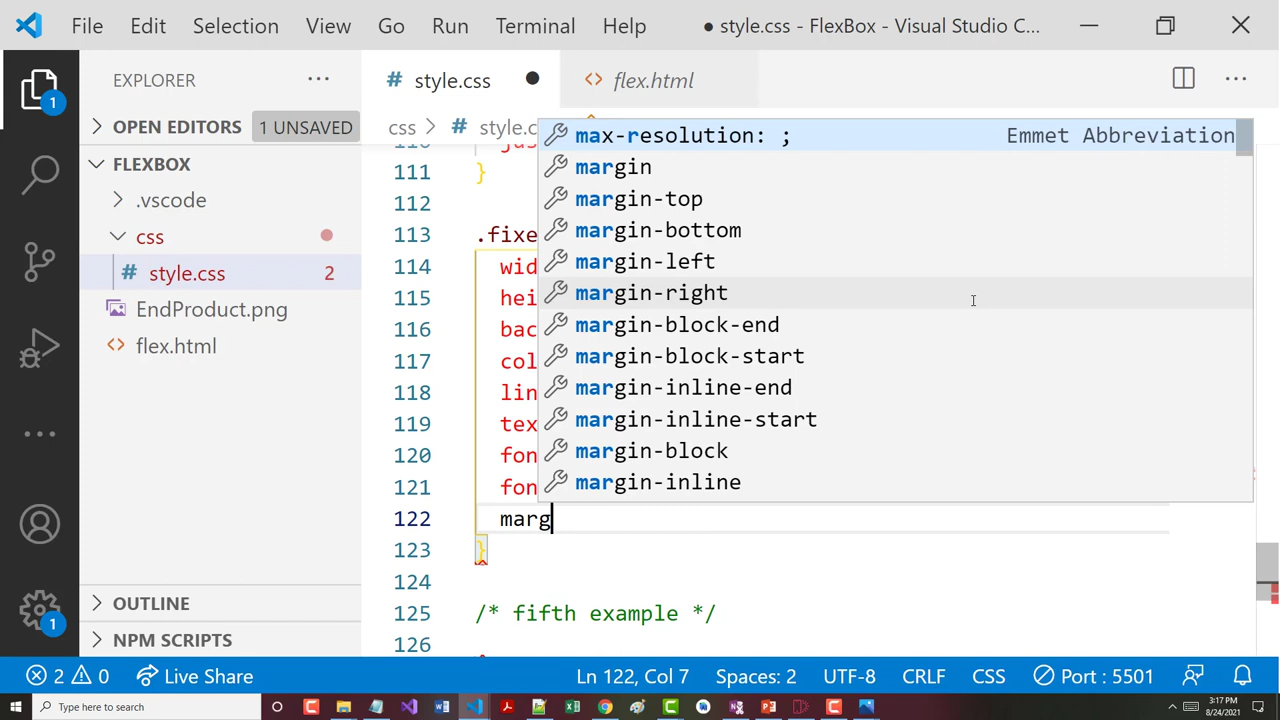 File Edit Selection View Go Run Terminal Help ● style.css - FlexBox - Visual Studio C...
EXPLORER ...
# style.css ●
<> flex.html
...
OPEN EDITORS 1 UNSAVED
css > # style.c
FLEXBOX
.vscode
css
# style.css 2
EndProduct.png
<> flex.html
111 }
112
113 .fixe
114 wid
115 hei
116 bac
117 col
118 lin
119 tex
120 fon
121 fon
122 marg
123 }
124
125 /* fifth example */
126
max-resolution: ; Emmet Abbreviation
margin
margin-top
margin-bottom
margin-left
margin-right
margin-block-end
margin-block-start
margin-inline-end
margin-inline-start
margin-block
margin-inline
1
1
OUTLINE
NPM SCRIPTS
2 0 Live Share Ln 122, Col 7 Spaces: 2 UTF-8 CRLF CSS Port : 5501
Type here to search
3:17 PM
8/24/2021